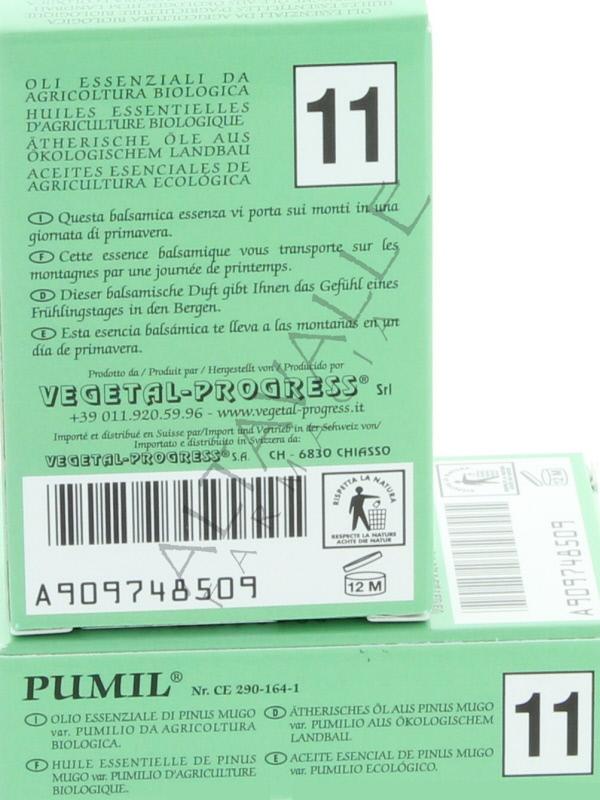 OLI ESSENZIALI DA
AGRICOLTURA BIOLOGICA
HUILES ESSENTIELLES
D'AGRICULTURE BIOLOGIQUE
ÄTHERISCHE ÖLE AUS
ÖKOLOGISCHEM LANDBAU
ACEITES ESENCIALES DE
AGRICULTURA ECOLÓGICA
11
I Questa balsamica essenza vi porta sui monti in una
giornata di primavera.
F Cette essence balsamique vous transporte sur les
montagnes par une journée de printemps.
D Dieser balsamische Duft gibt Ihnen das Gefühl eines
Frühlingstages in den Bergen.
E Esta esencia balsámica te lleva a las montañas en un
día de primavera.
Prodotto da / Produit par / Hergestellt von / Producido por
VEGETAL-PROGRESS® Srl
+39 011.920.59.96 - www.vegetal-progress.it
Importé et distribué en Suisse par/Import und Vertrieb in der Schweiz von/
Importato e distribuito in Svizzera da:
VEGETAL-PROGRESS® S.A. CH - 6830 CHIASSO
RISPETTA LA NATURA
RESPECTE LA NATURE
ACHTE DIE NATUR
12 M
A909748509
ALTAVALLE
FARMACIA
12 M
A909748509
PUMIL® Nr. CE 290-164-1
I OLIO ESSENZIALE DI PINUS MUGO
var. PUMILIO DA AGRICOLTURA
BIOLOGICA.
F HUILE ESSENTIELLE DE PINUS
MUGO var. PUMILIO D'AGRICULTURE
BIOLOGIQUE.
D ÄTHERISCHES ÖL AUS PINUS MUGO
var. PUMILIO AUS ÖKOLOGISCHEM
LANDBAU.
E ACEITE ESENCIAL DE PINUS MUGO
var. PUMILIO ECOLÓGICO.
11